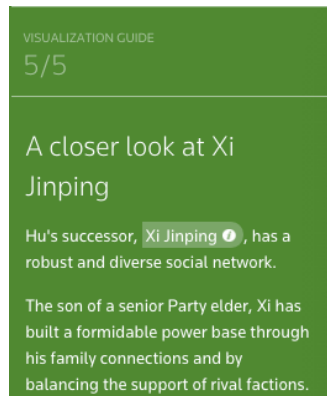 VISUALIZATION GUIDE
5/5
A closer look at Xi
Jinping
Hu's successor, Xi Jinping i , has a
robust and diverse social network.
The son of a senior Party elder, Xi has
built a formidable power base through
his family connections and by
balancing the support of rival factions.